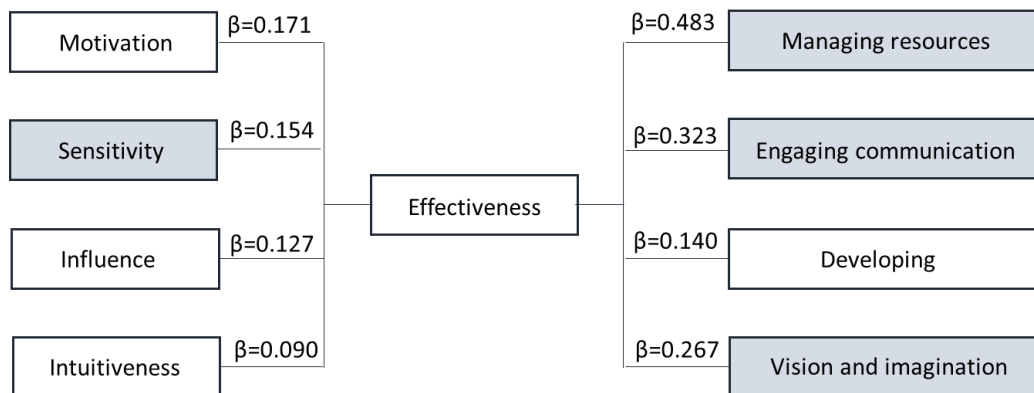 Motivation
β=0.171
β=0.483
Managing resources
Sensitivity
β=0.154
β=0.323
Engaging communication
Effectiveness
Influence
β=0.127
β=0.140
Developing
Intuitiveness
β=0.090
β=0.267
Vision and imagination